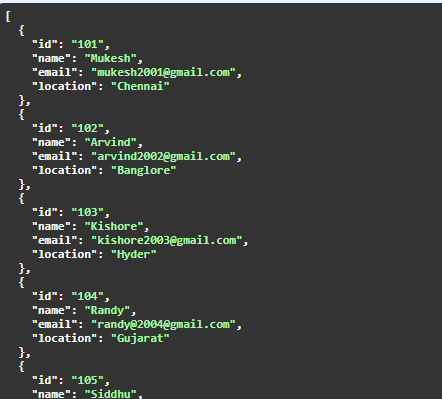 [
  {
    "id": "101",
    "name": "Mukesh",
    "email": "mukesh2001@gmail.com",
    "location": "Chennai"
  },
  {
    "id": "102",
    "name": "Arvind",
    "email": "arvind2002@gmail.com",
    "location": "Banglore"
  },
  {
    "id": "103",
    "name": "Kishore",
    "email": "kishore2003@gmail.com",
    "location": "Hyder"
  },
  {
    "id": "104",
    "name": "Randy",
    "email": "randy@2004@gmail.com",
    "location": "Gujarat"
  },
  {
    "id": "105",
    "name": "Siddhu",